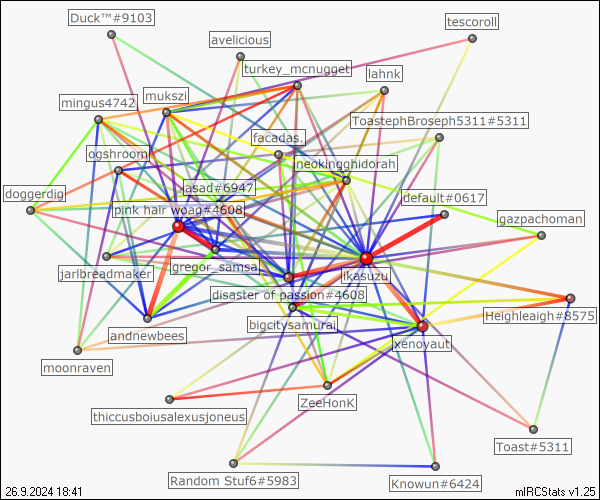 Duck™#9103
tescoroll
avelicious
turkey_mcnugget
lahnk
mukszi
mingus4742
ToastephBroseph5311#5311
facadas.
ogshroom
neokingghidorah
jasad#6947
doggerdig
default#0617
pink hair woag#4608
gazpachoman
gregor_samsa
jarlbreadmaker
ikasuzu
disaster of passion#4608
Heighleaigh#8575
bigcitysamurai
andnewbees
xenoyaut
moonraven
ZeeHonK
thiccusboiusalexusjoneus
Toast#5311
Random Stuf6#5983
Knowun#6424
26.9.2024 18:41
mIRCStats v1.25